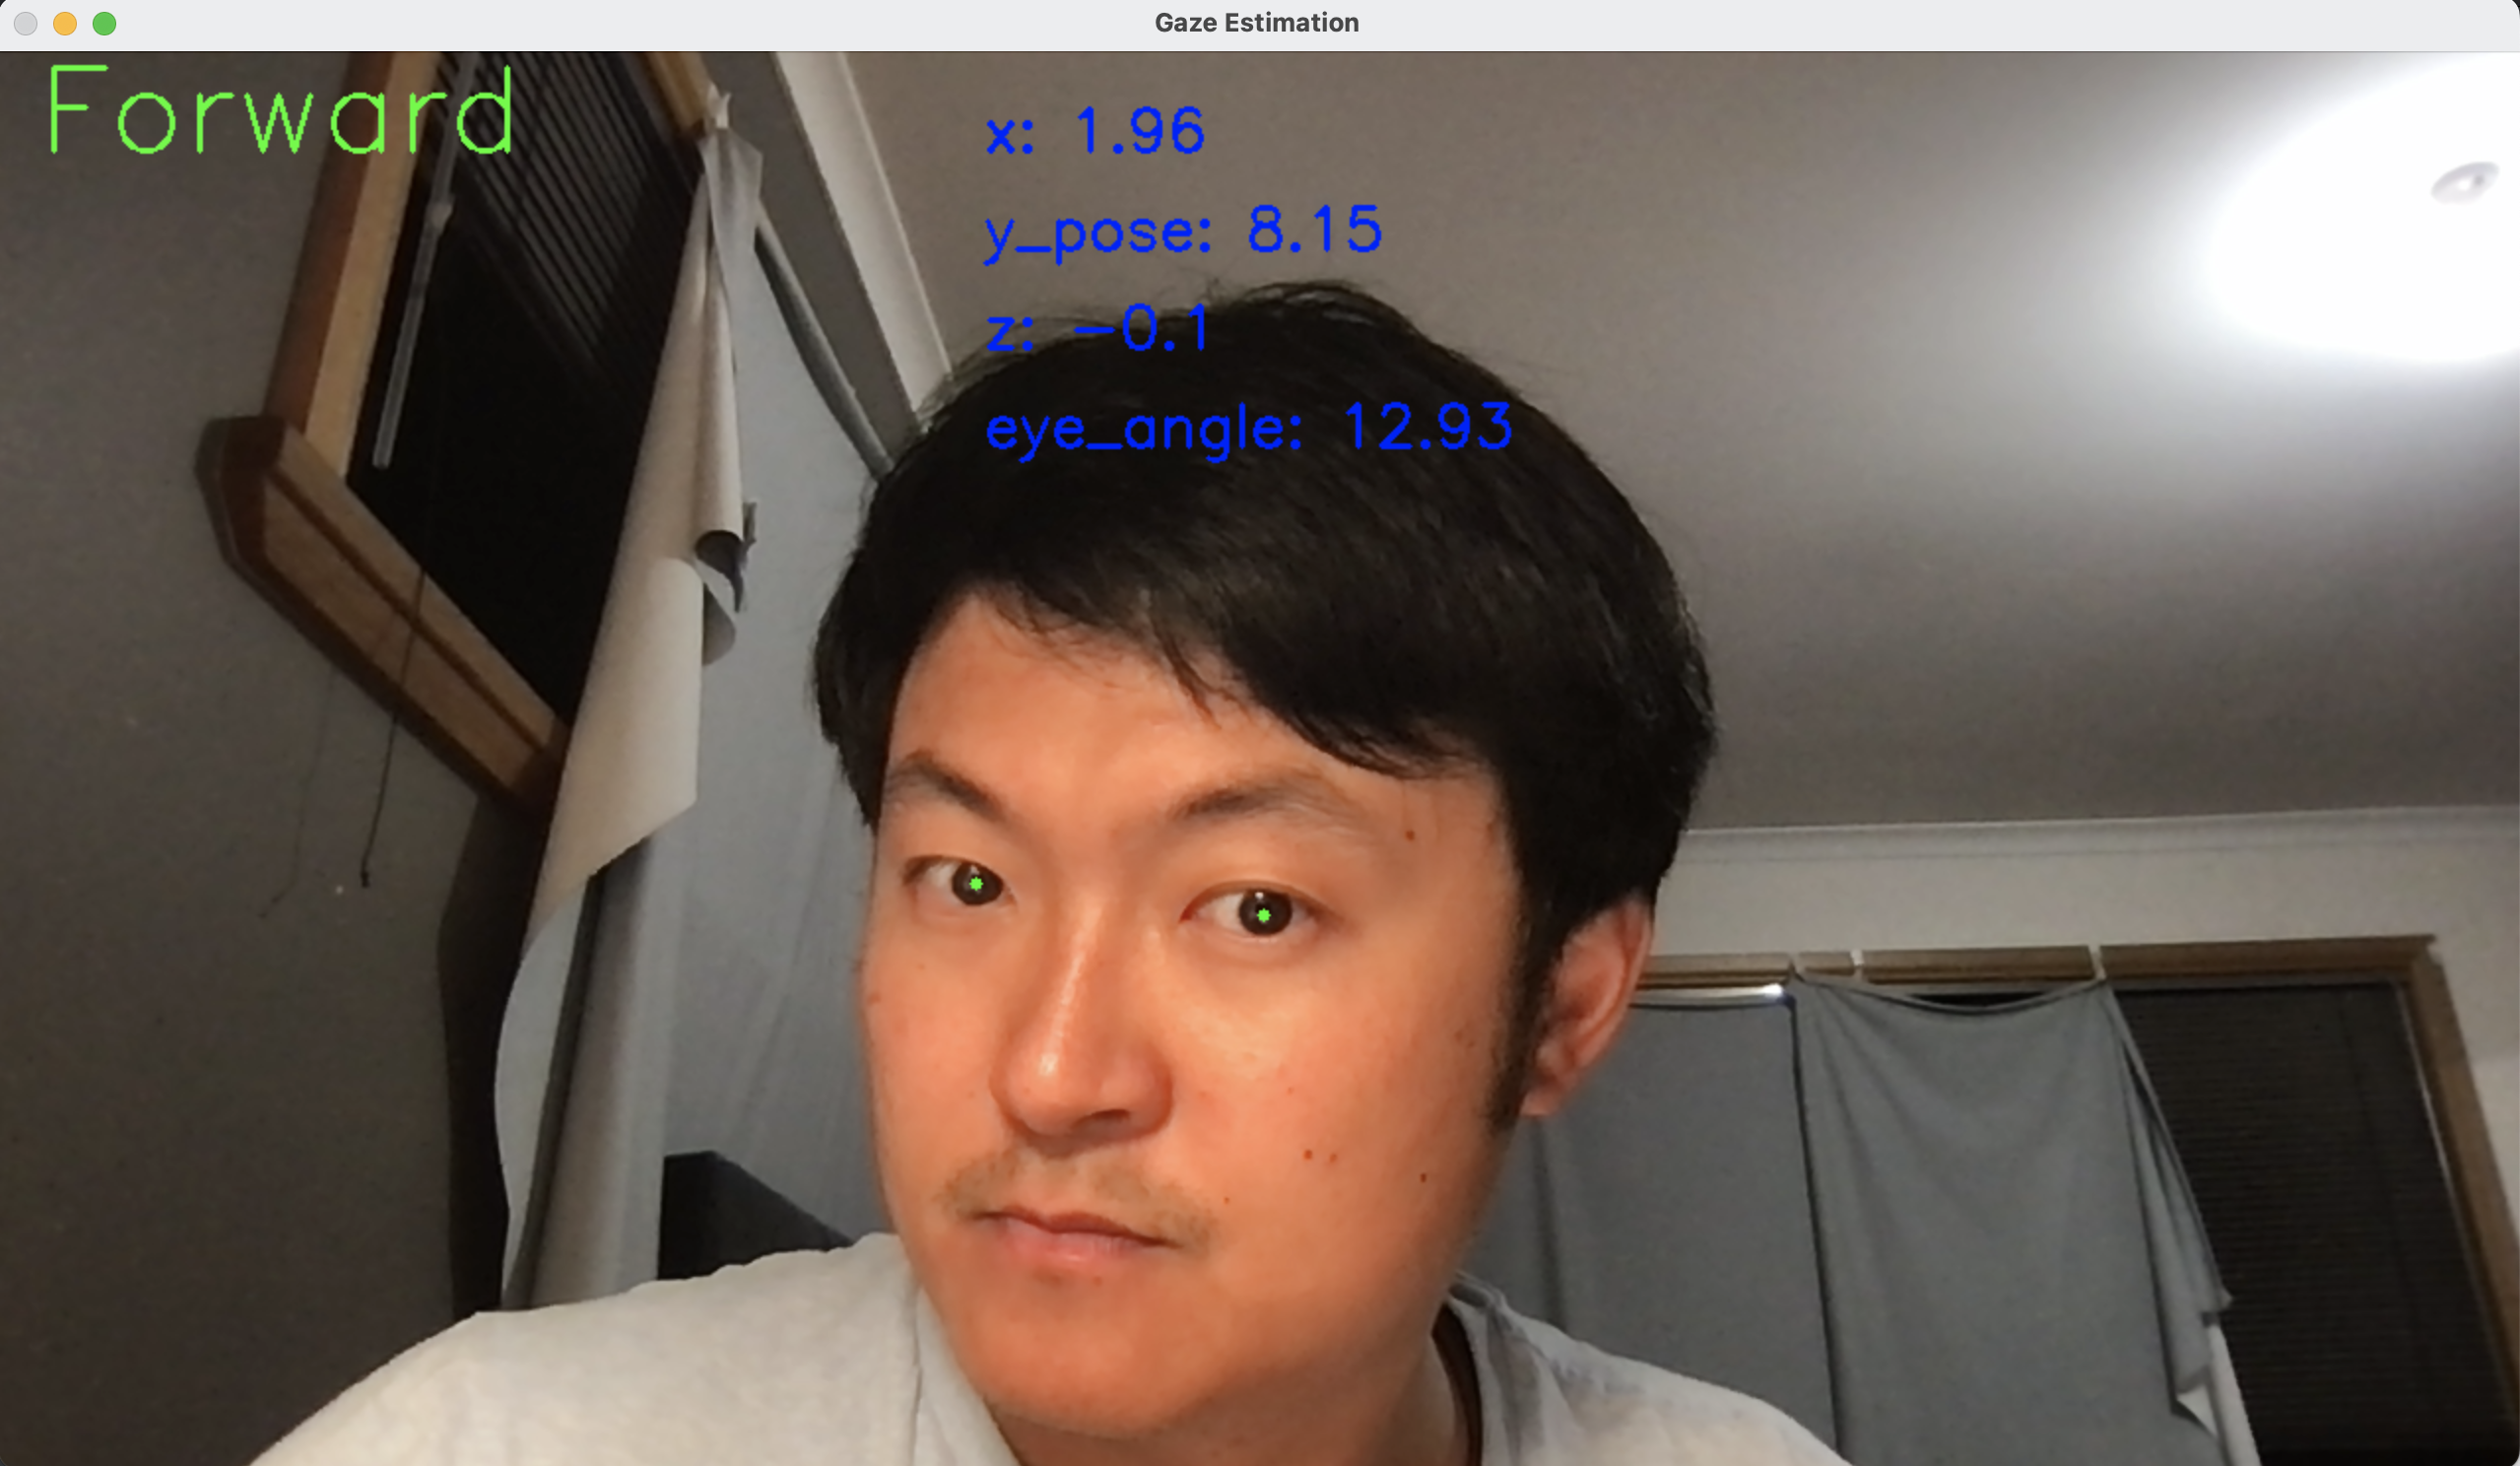 Gaze Estimation
Forward
x: 1.96
y_pose: 8.15
z: -0.1
eye_angle: 12.93